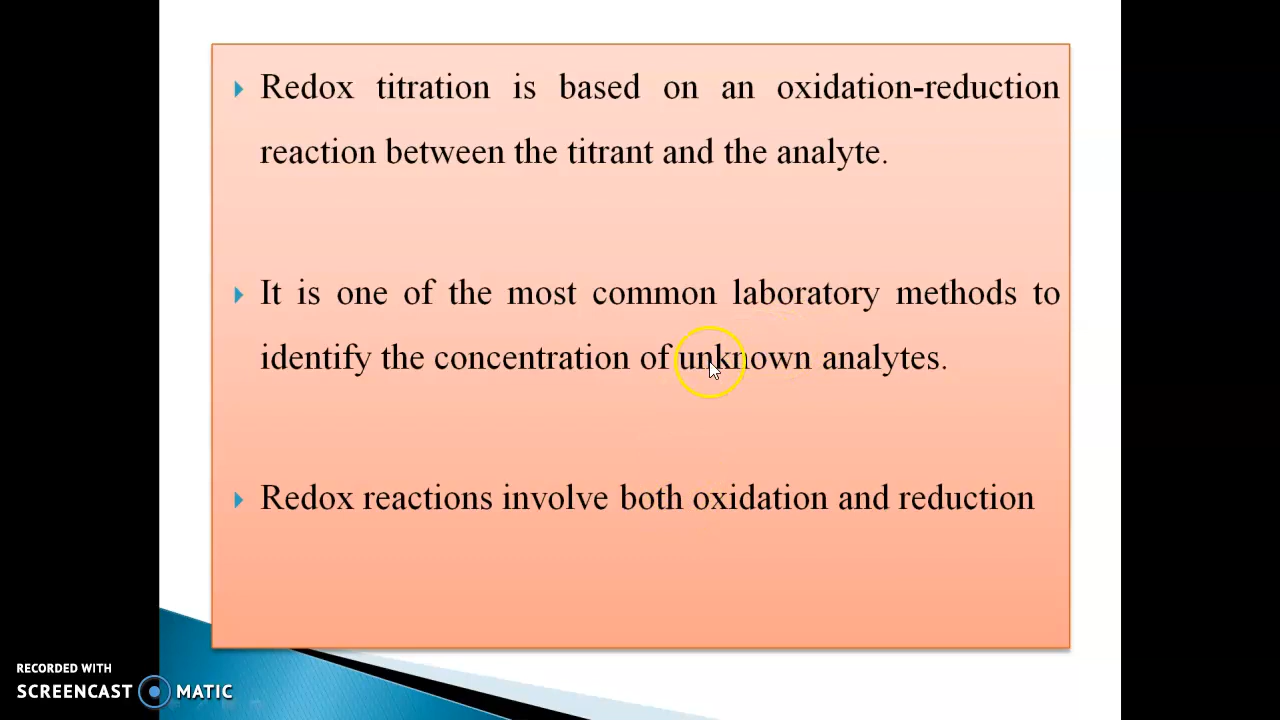 Redox titration is based on an oxidation-reduction
reaction between the titrant and the analyte.
It is one of the most common laboratory methods to
identify the concentration of unknown analytes.
Redox reactions involve both oxidation and reduction
RECORDED WITH
SCREENCAST MATIC